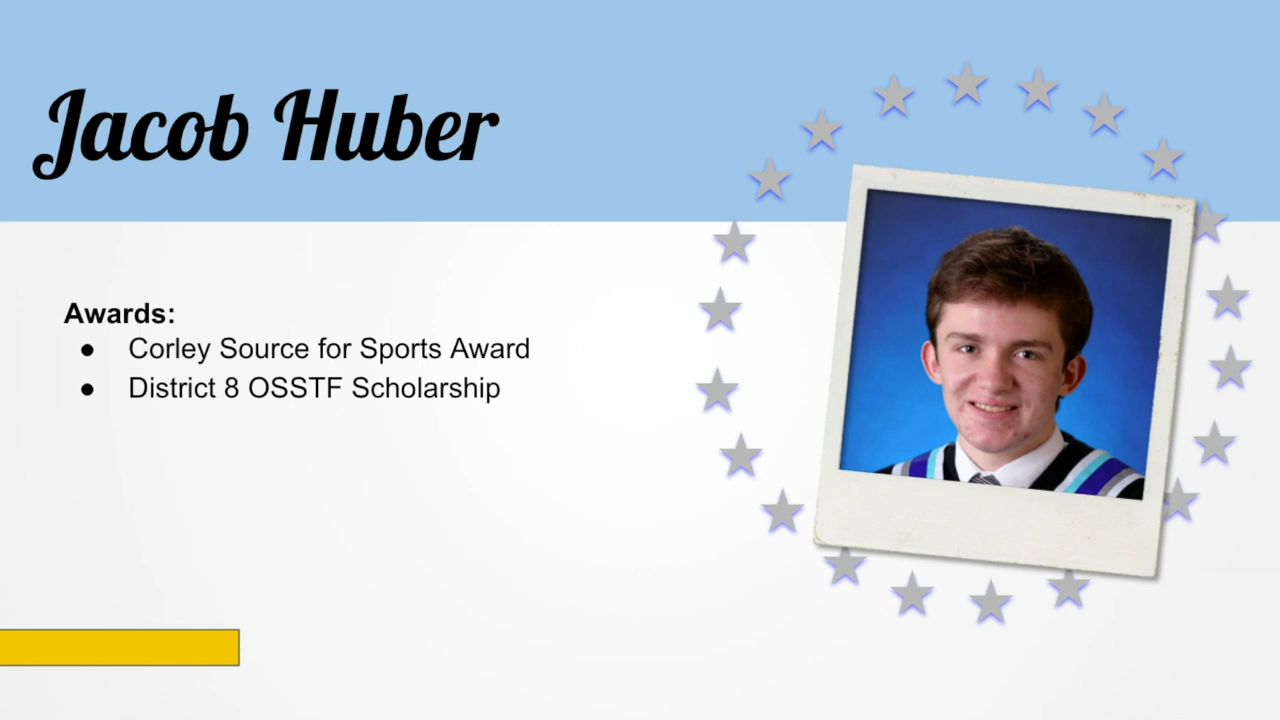 Jacob Huber
Awards:
● Corley Source for Sports Award
● District 8 OSSTF Scholarship